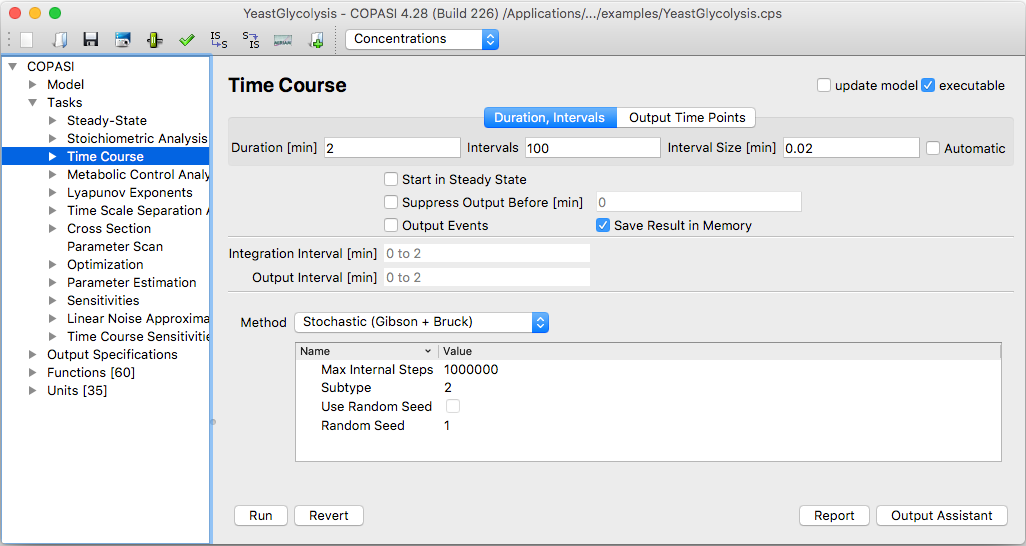 YeastGlycolysis - COPASI 4.28 (Build 226) /Applications/.../examples/YeastGlycolysis.cps
IS
S
S
IS
MIRIAM
Concentrations
COPASI
Model
Tasks
Steady-State
Stoichiometric Analysis
Time Course
Metabolic Control Analy
Lyapunov Exponents
Time Scale Separation A
Cross Section
Parameter Scan
Optimization
Parameter Estimation
Sensitivities
Linear Noise Approxima
Time Course Sensitivitie
Output Specifications
Functions [60]
Units [35]
Time Course
update model executable
Duration, Intervals Output Time Points
Duration [min] 2 Intervals 100 Interval Size [min] 0.02 Automatic
Start in Steady State
Suppress Output Before [min] 0
Output Events Save Result in Memory
Integration Interval [min] 0 to 2
Output Interval [min] 0 to 2
Method Stochastic (Gibson + Bruck)
Name Value
Max Internal Steps 1000000
Subtype 2
Use Random Seed
Random Seed 1
Run Revert Report Output Assistant